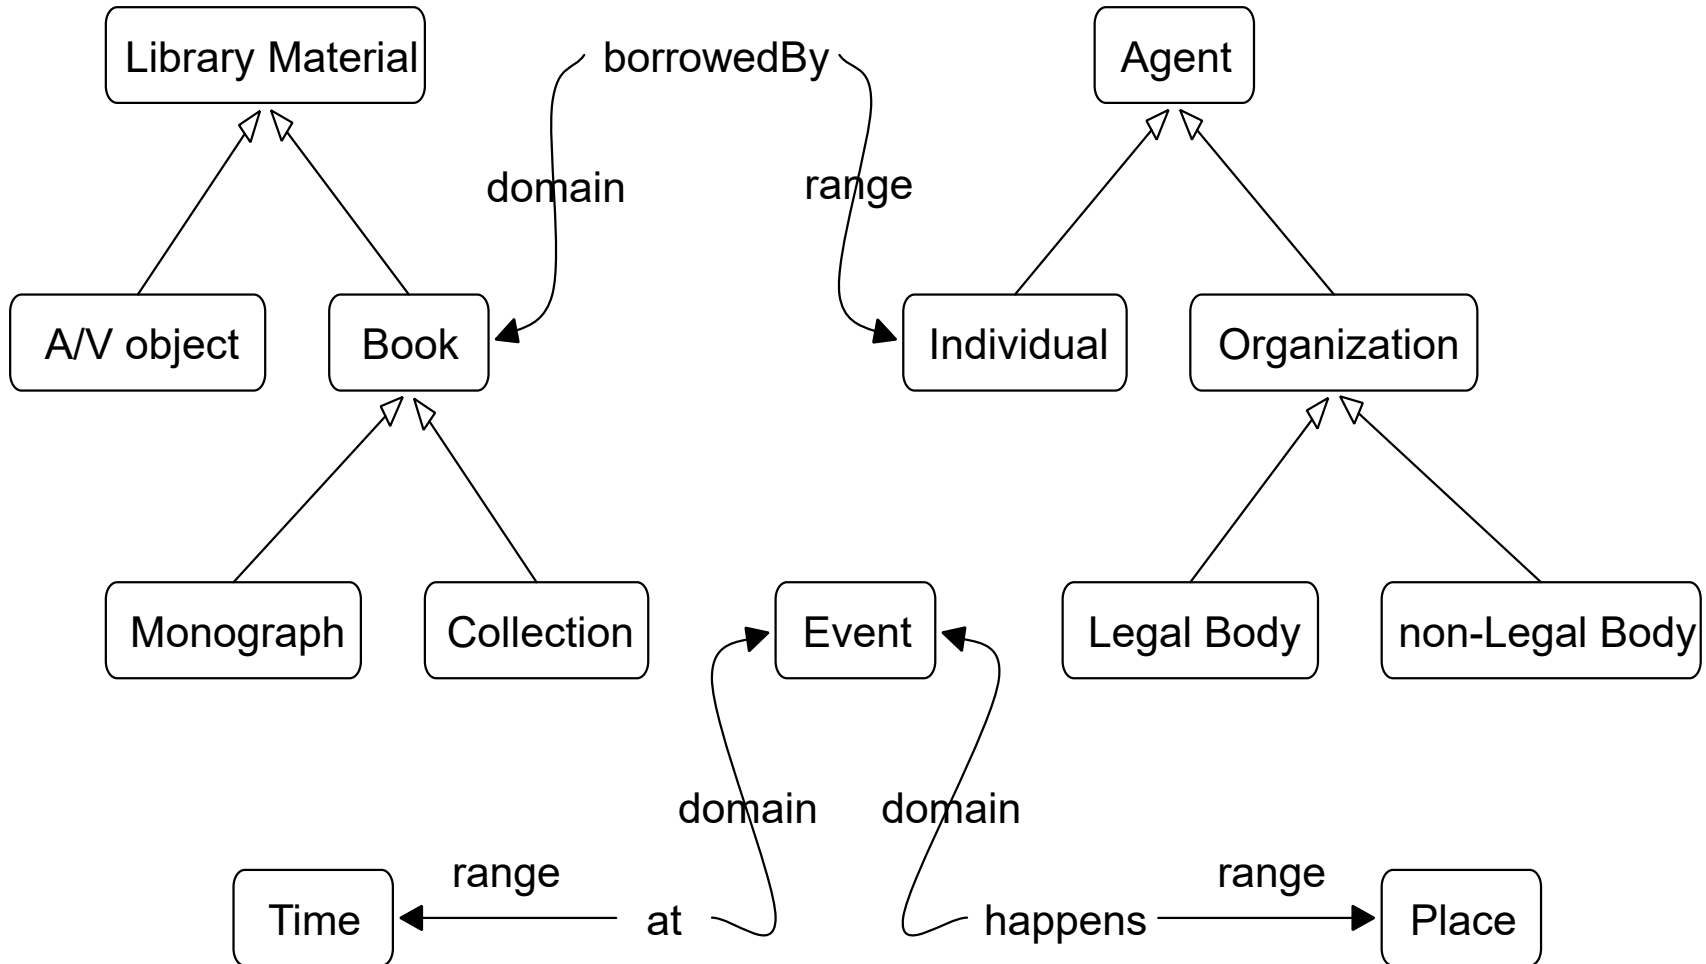 Library Material
borrowedBy
Agent
domain
range
A/V object
Book
Individual
Organization
Monograph
Collection
Event
Legal Body
non-Legal Body
domain
domain
range
range
Time
at
happens
Place